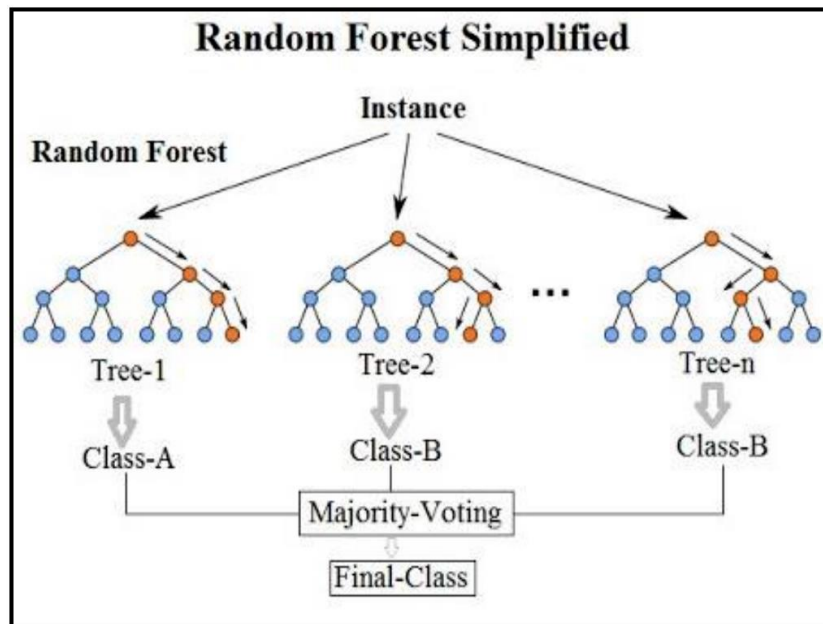 Random Forest Simplified
Instance
Random Forest
...
Tree-1
Tree-2
Tree-n
Class-A
Class-B
Class-B
Majority-Voting
Final-Class